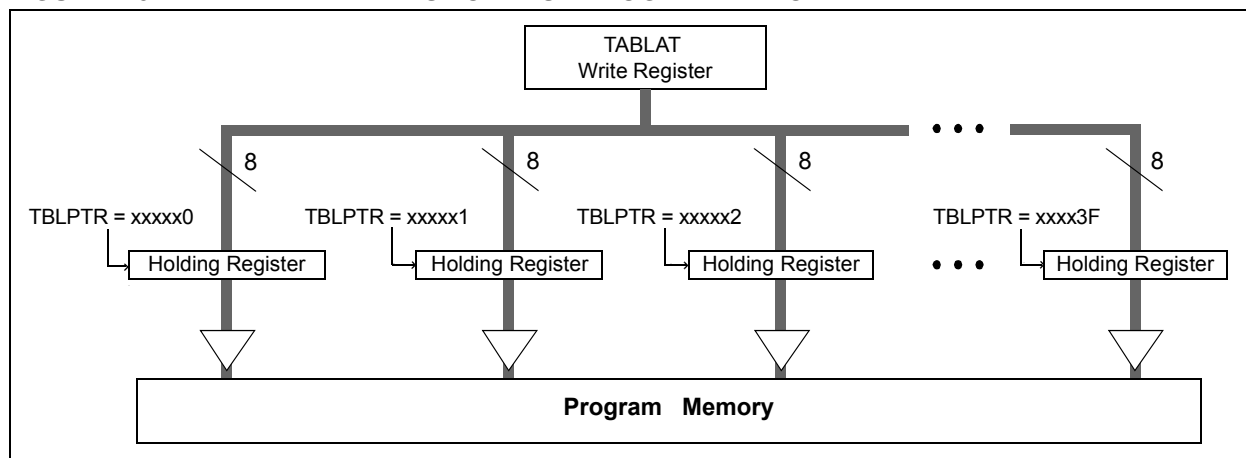 TABLAT
Write Register
8
8
8
8
TBLPTR = xxxxx0
TBLPTR = xxxxx1
TBLPTR = xxxxx2
TBLPTR = xxxx3F
Holding Register
Holding Register
Holding Register
Holding Register
Program Memory